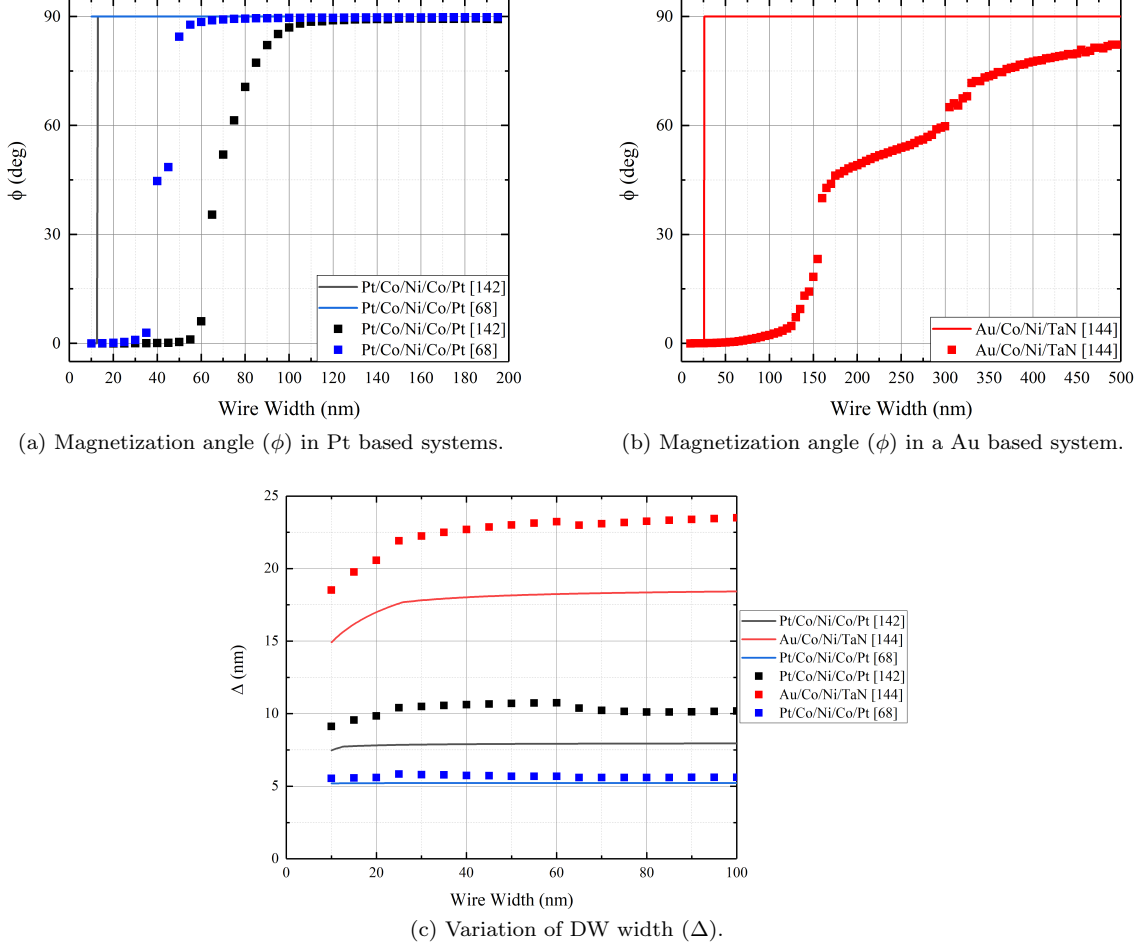 90
60
30
0
ϕ (deg)
0 20 40 60 80 100 120 140 160 180 200
Wire Width (nm)
Pt/Co/Ni/Co/Pt [142]
Pt/Co/Ni/Co/Pt [68]
Pt/Co/Ni/Co/Pt [142]
Pt/Co/Ni/Co/Pt [68]
(a) Magnetization angle (ϕ) in Pt based systems.
90
60
30
0
ϕ (deg)
0 50 100 150 200 250 300 350 400 450 500
Wire Width (nm)
Au/Co/Ni/TaN [144]
Au/Co/Ni/TaN [144]
(b) Magnetization angle (ϕ) in a Au based system.
25
20
15
10
5
0
Δ (nm)
0 20 40 60 80 100
Wire Width (nm)
Pt/Co/Ni/Co/Pt [142]
Au/Co/Ni/TaN [144]
Pt/Co/Ni/Co/Pt [68]
Pt/Co/Ni/Co/Pt [142]
Au/Co/Ni/TaN [144]
Pt/Co/Ni/Co/Pt [68]
(c) Variation of DW width (Δ).